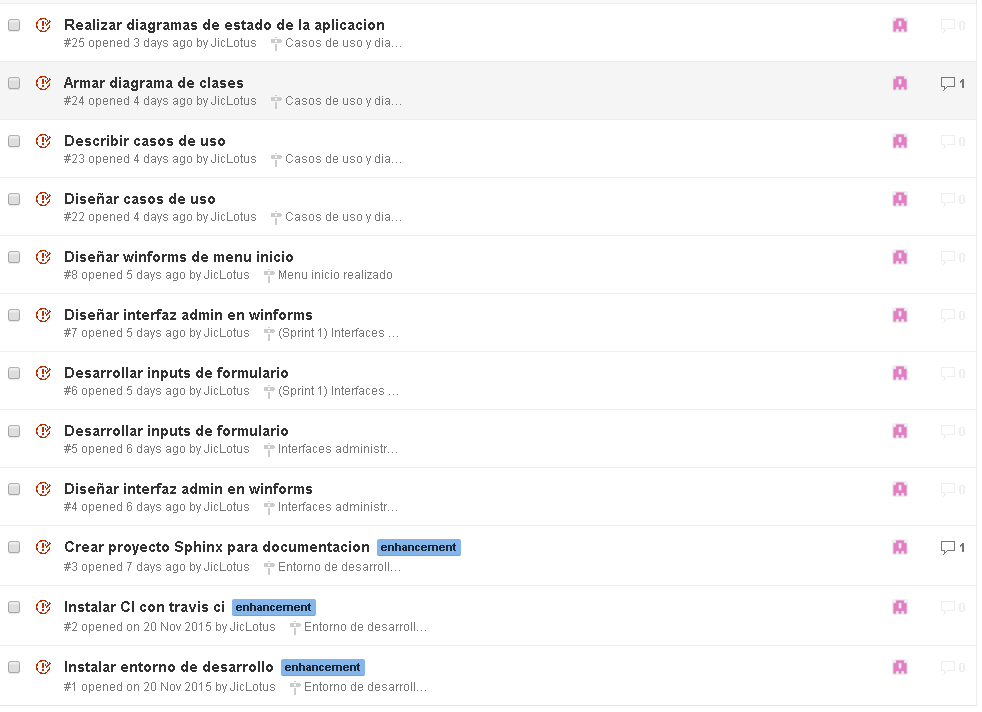 Realizar diagramas de estado de la aplicacion
#25 opened 3 days ago by JicLotus Casos de uso y dia... 0
Armar diagrama de clases
#24 opened 4 days ago by JicLotus Casos de uso y dia... 1
Describir casos de uso
#23 opened 4 days ago by JicLotus Casos de uso y dia... 0
Diseñar casos de uso
#22 opened 4 days ago by JicLotus Casos de uso y dia... 0
Diseñar winforms de menu inicio
#8 opened 5 days ago by JicLotus Menu inicio realizado 0
Diseñar interfaz admin en winforms
#7 opened 5 days ago by JicLotus (Sprint 1) Interfaces ... 0
Desarrollar inputs de formulario
#6 opened 5 days ago by JicLotus (Sprint 1) Interfaces ... 0
Desarrollar inputs de formulario
#5 opened 6 days ago by JicLotus Interfaces administr... 0
Diseñar interfaz admin en winforms
#4 opened 6 days ago by JicLotus Interfaces administr... 0
Crear proyecto Sphinx para documentacion enhancement 1
#3 opened 7 days ago by JicLotus Entorno de desarroll...
Instalar CI con travis ci enhancement 0
#2 opened on 20 Nov 2015 by JicLotus Entorno de desarroll...
Instalar entorno de desarrollo enhancement 0
#1 opened on 20 Nov 2015 by JicLotus Entorno de desarroll...